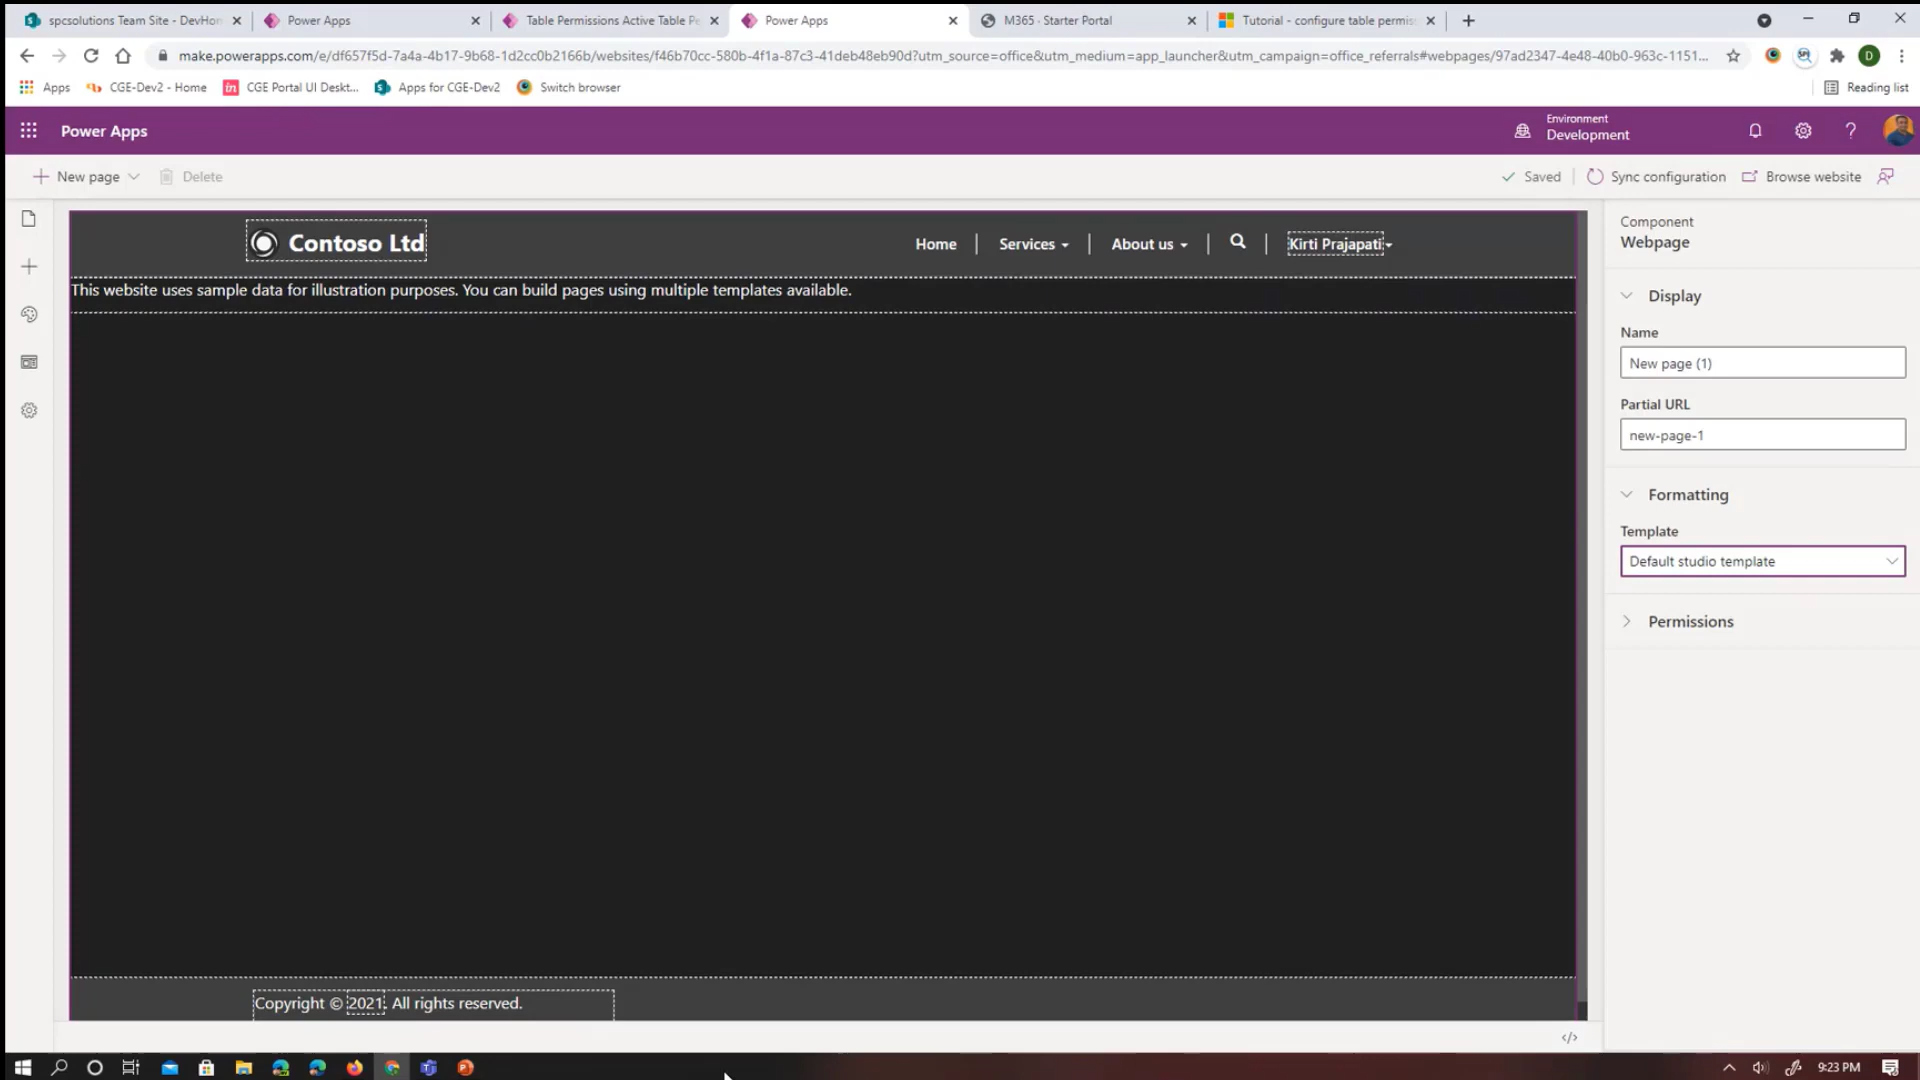 spcsolutions Team Site - DevHom
Power Apps
Table Permissions Active Table Pe
Power Apps
M365 - Starter Portal
Tutorial - configure table permiss
make.powerapps.com/e/df657f5d-7a4a-4b17-9b68-1d2cc0b2166b/websites/f46b70cc-580b-4f1a-87c3-41deb48eb90d?utm_source=office&utm_medium=app_launcher&utm_campaign=office_referrals#webpages/97ad2347-4e48-40b0-963c-1151...
D
Apps
CGE-Dev2 - Home
CGE Portal UI Deskt...
Apps for CGE-Dev2
Switch browser
Reading list
Power Apps
Environment
Development
New page
Delete
Saved
Sync configuration
Browse website
Contoso Ltd
Home
Services
About us
Kirti Prajapati
This website uses sample data for illustration purposes. You can build pages using multiple templates available.
Component
Webpage
Display
Name
New page (1)
Partial URL
new-page-1
Formatting
Template
Default studio template
Permissions
Copyright © 2021. All rights reserved.
</>
9:23 PM